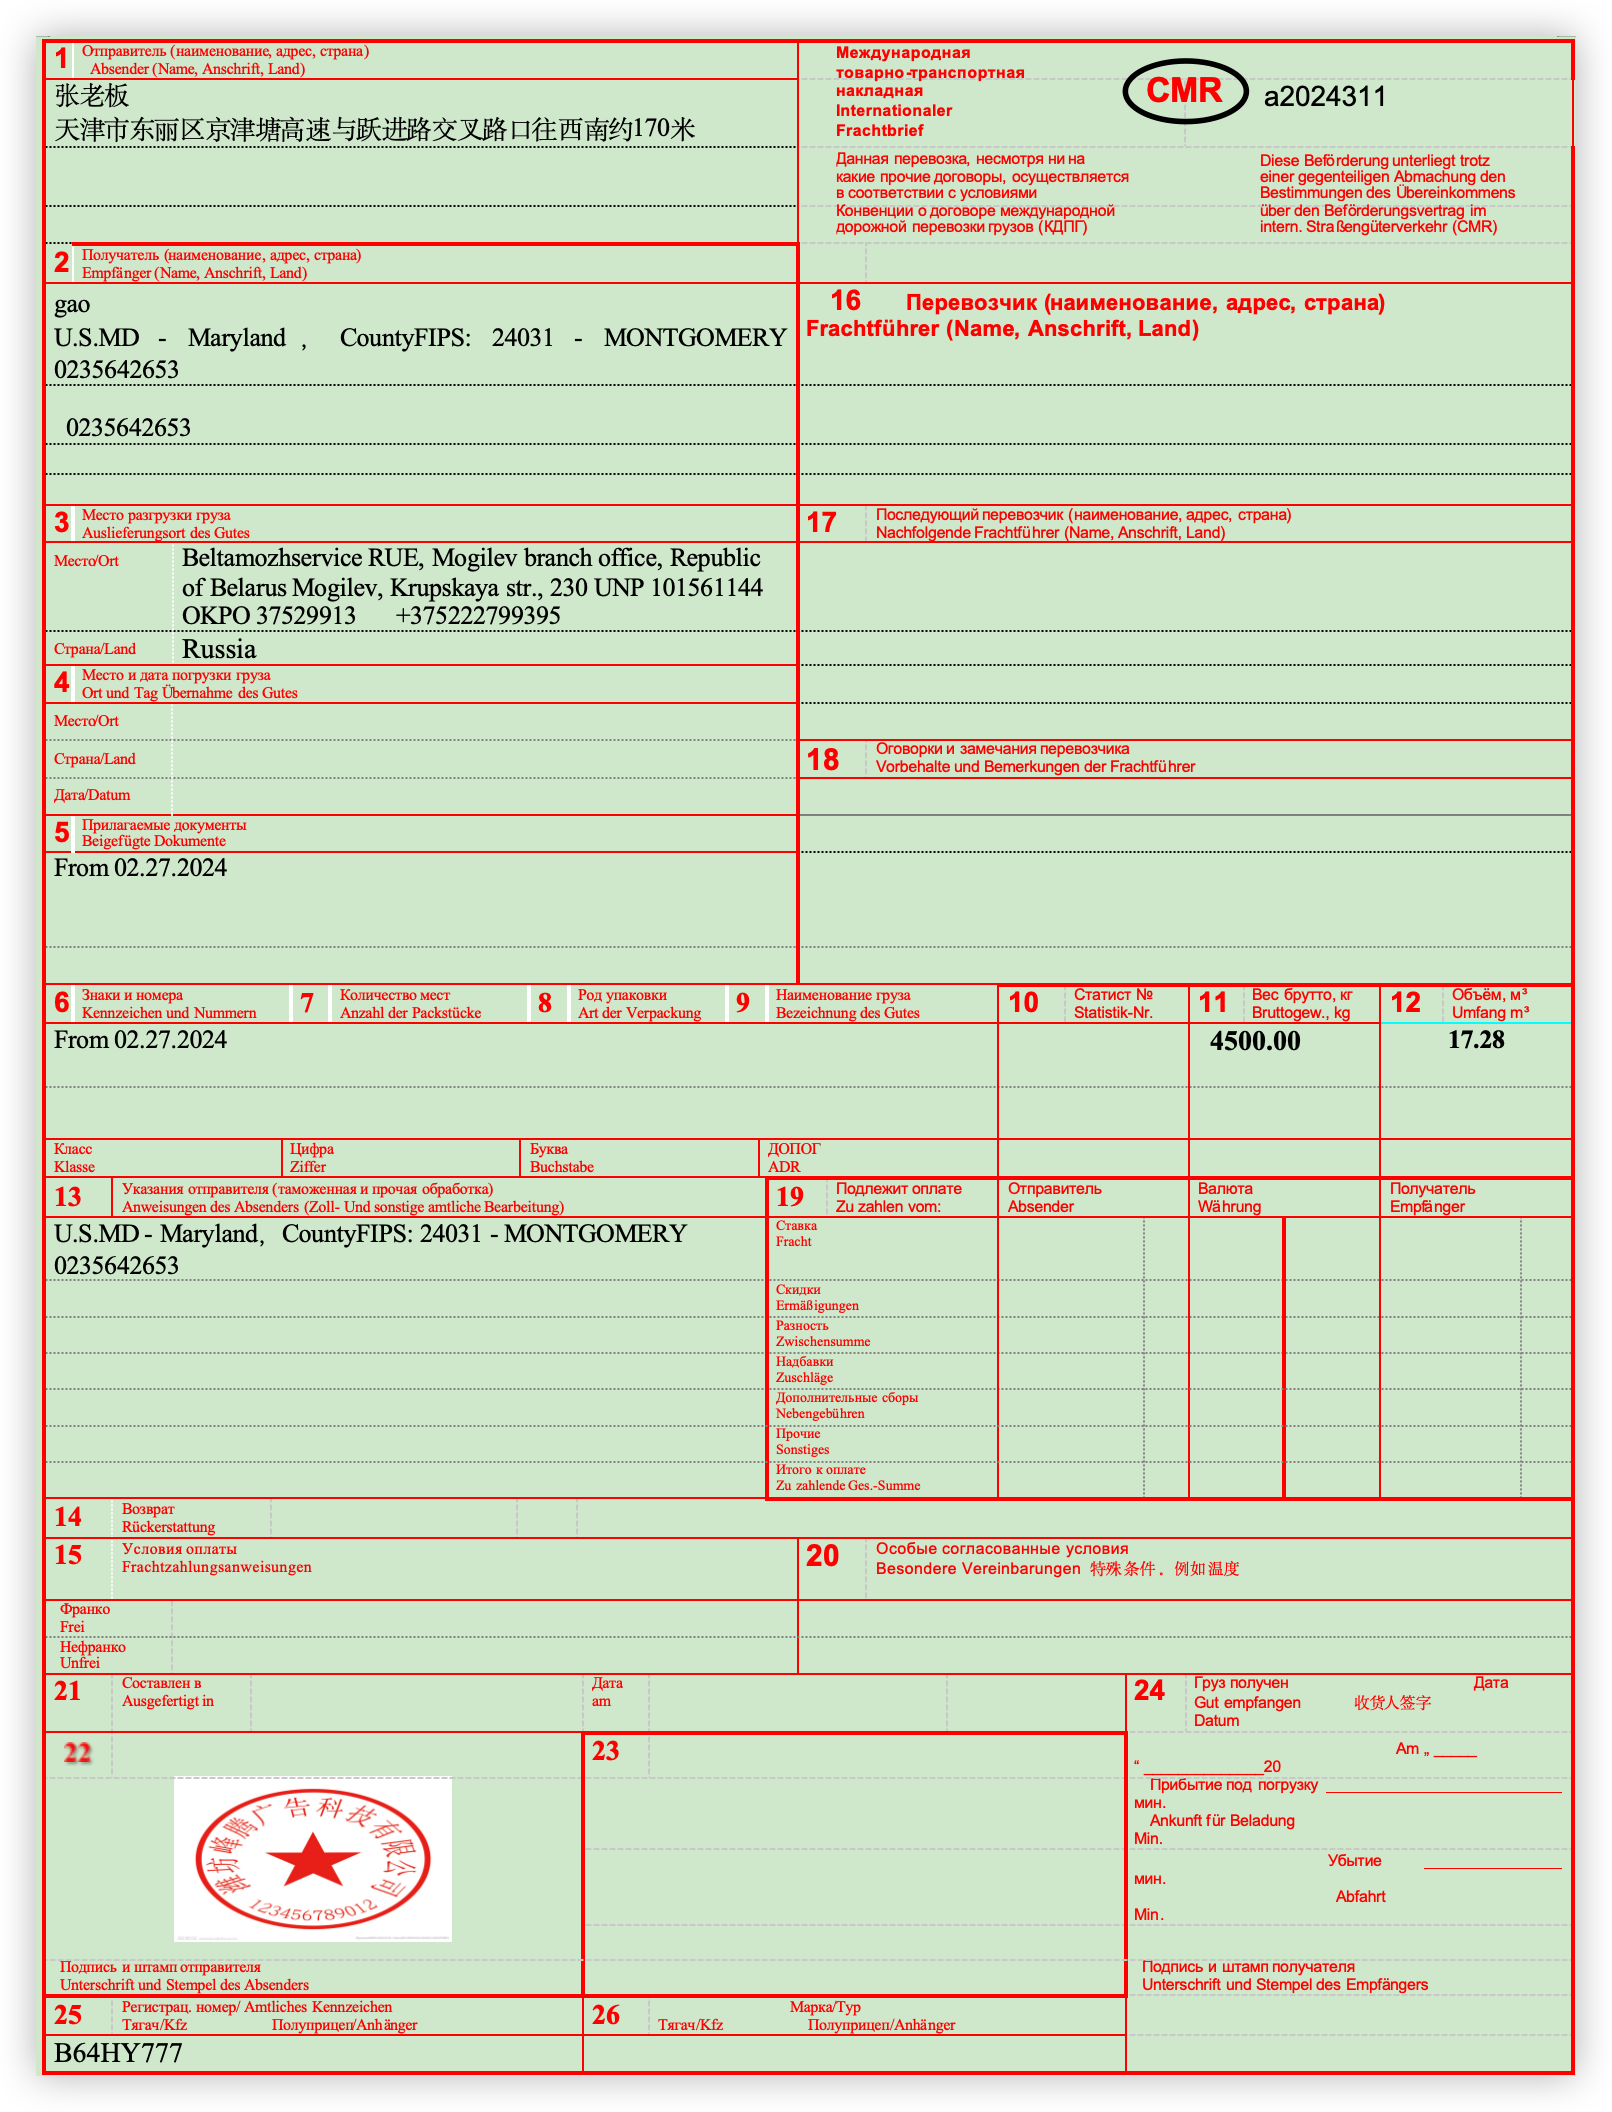 1 Отправитель (наименование, адрес, страна)
Absender (Name, Anschrift, Land)
张老板
天津市东丽区京津塘高速与跃进路交叉路口往西南约170米
Международная
товарно-транспортная
накладная
Internationaler
Frachtbrief
CMR a2024311
Данная перевозка, несмотря ни на
какие прочие договоры, осуществляется
в соответствии с условиями
Конвенции о договоре международной
дорожной перевозки грузов (КДПГ)
Diese Beförderung unterliegt trotz
einer gegenteiligen Abmachung den
Bestimmungen des Übereinkommens
über den Beförderungsvertrag im
intern. Straßengüterverkehr (CMR)
2 Получатель (наименование, адрес, страна)
Empfänger (Name, Anschrift, Land)
gao
U.S.MD - Maryland , CountyFIPS: 24031 - MONTGOMERY
0235642653
0235642653
16 Перевозчик (наименование, адрес, страна)
Frachtführer (Name, Anschrift, Land)
3 Место разгрузки груза
Auslieferungsort des Gutes
Место/Ort
Beltamozhservice RUE, Mogilev branch office, Republic
of Belarus Mogilev, Krupskaya str., 230 UNP 101561144
OKPO 37529913 +375222799395
Страна/Land Russia
17 Последующий перевозчик (наименование, адрес, страна)
Nachfolgende Frachtführer (Name, Anschrift, Land)
4 Место и дата погрузки груза
Ort und Tag Übernahme des Gutes
Место/Ort
Страна/Land
Дата/Datum
18 Оговорки и замечания перевозчика
Vorbehalte und Bemerkungen der Frachtführer
5 Прилагаемые документы
Beigefügte Dokumente
From 02.27.2024
6 Знаки и номера
Kennzeichen und Nummern
7 Количество мест
Anzahl der Packstücke
8 Род упаковки
Art der Verpackung
9 Наименование груза
Bezeichnung des Gutes
10 Статист №
Statistik-Nr.
11 Вес брутто, кг
Bruttogew., kg
12 Объём, м³
Umfang m³
From 02.27.2024 4500.00 17.28
Класс
Klasse
Цифра
Ziffer
Буква
Buchstabe
ДОПОГ
ADR
13 Указания отправителя (таможенная и прочая обработка)
Anweisungen des Absenders (Zoll- Und sonstige amtliche Bearbeitung)
U.S.MD - Maryland, CountyFIPS: 24031 - MONTGOMERY
0235642653
19 Подлежит оплате
Zu zahlen vom:
Отправитель
Absender
Валюта
Währung
Получатель
Empfänger
Ставка
Fracht
Скидки
Ermäßigungen
Разность
Zwischensumme
Надбавки
Zuschläge
Дополнительные сборы
Nebengebühren
Прочие
Sonstiges
Итого к оплате
Zu zahlende Ges.-Summe
14 Возврат
Rückerstattung
15 Условия оплаты
Frachtzahlungsanweisungen
20 Особые согласованные условия
Besondere Vereinbarungen 特殊条件. 例如温度
Франко
Frei
Нефранко
Unfrei
21 Составлен в
Ausgefertigt in
Дата
am
24 Груз получен Дата
Gut empfangen 收货人签字
Datum
22
潍坊峰腾广告科技有限公司
123456789012
Подпись и штамп отправителя
Unterschrift und Stempel des Absenders
23
Am „ _____
“ ______________20
Прибытие под погрузку
мин.
Ankunft für Beladung
Min.
Убытие
мин.
Abfahrt
Min.
Подпись и штамп получателя
Unterschrift und Stempel des Empfängers
25 Регистрац. номер/ Amtliches Kennzeichen
Тягач/Kfz Полуприцеп/Anhänger
26 Марка/Тур
Тягач/Kfz Полуприцеп/Anhänger
B64HY777